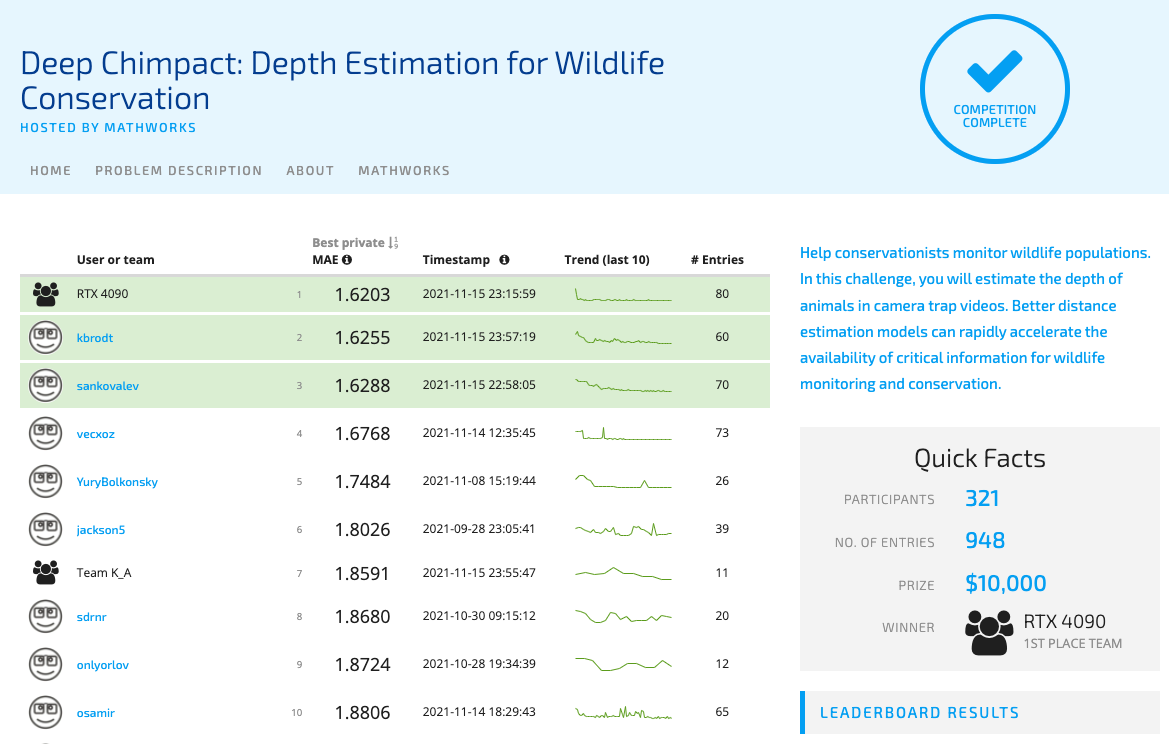 Deep Chimpact: Depth Estimation for Wildlife
Conservation
HOSTED BY MATHWORKS
COMPETITION
COMPLETE
HOME PROBLEM DESCRIPTION ABOUT MATHWORKS
Best private
User or team MAE Timestamp Trend (last 10) # Entries
RTX 4090 1 1.6203 2021-11-15 23:15:59 80
kbrodt 2 1.6255 2021-11-15 23:57:19 60
sankovalev 3 1.6288 2021-11-15 22:58:05 70
vecxoz 4 1.6768 2021-11-14 12:35:45 73
YuryBolkonsky 5 1.7484 2021-11-08 15:19:44 26
jackson5 6 1.8026 2021-09-28 23:05:41 39
Team K_A 7 1.8591 2021-11-15 23:55:47 11
sdrnr 8 1.8680 2021-10-30 09:15:12 20
onlyorlov 9 1.8724 2021-10-28 19:34:39 12
osamir 10 1.8806 2021-11-14 18:29:43 65
Help conservationists monitor wildlife populations.
In this challenge, you will estimate the depth of
animals in camera trap videos. Better distance
estimation models can rapidly accelerate the
availability of critical information for wildlife
monitoring and conservation.
Quick Facts
PARTICIPANTS 321
NO. OF ENTRIES 948
PRIZE $10,000
WINNER RTX 4090
1ST PLACE TEAM
LEADERBOARD RESULTS